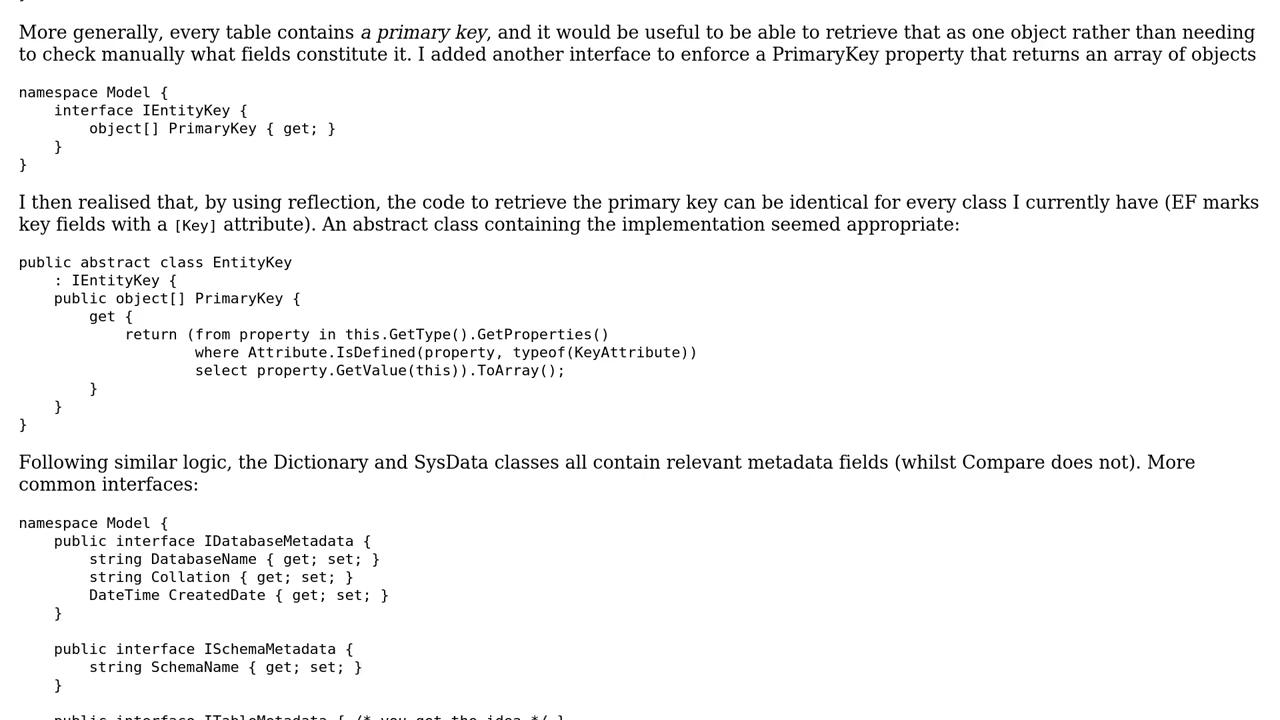 More generally, every table contains a primary key, and it would be useful to be able to retrieve that as one object rather than needing
to check manually what fields constitute it. I added another interface to enforce a PrimaryKey property that returns an array of objects
namespace Model {
    interface IEntityKey {
        object[] PrimaryKey { get; }
    }
}
I then realised that, by using reflection, the code to retrieve the primary key can be identical for every class I currently have (EF marks
key fields with a [Key] attribute). An abstract class containing the implementation seemed appropriate:
public abstract class EntityKey
    : IEntityKey {
    public object[] PrimaryKey {
        get {
            return (from property in this.GetType().GetProperties()
                    where Attribute.IsDefined(property, typeof(KeyAttribute))
                    select property.GetValue(this)).ToArray();
        }
    }
}
Following similar logic, the Dictionary and SysData classes all contain relevant metadata fields (whilst Compare does not). More
common interfaces:
namespace Model {
    public interface IDatabaseMetadata {
        string DatabaseName { get; set; }
        string Collation { get; set; }
        DateTime CreatedDate { get; set; }
    }
    public interface ISchemaMetadata {
        string SchemaName { get; set; }
    }
    public interface ITableMetadata { /* you get the idea */ }